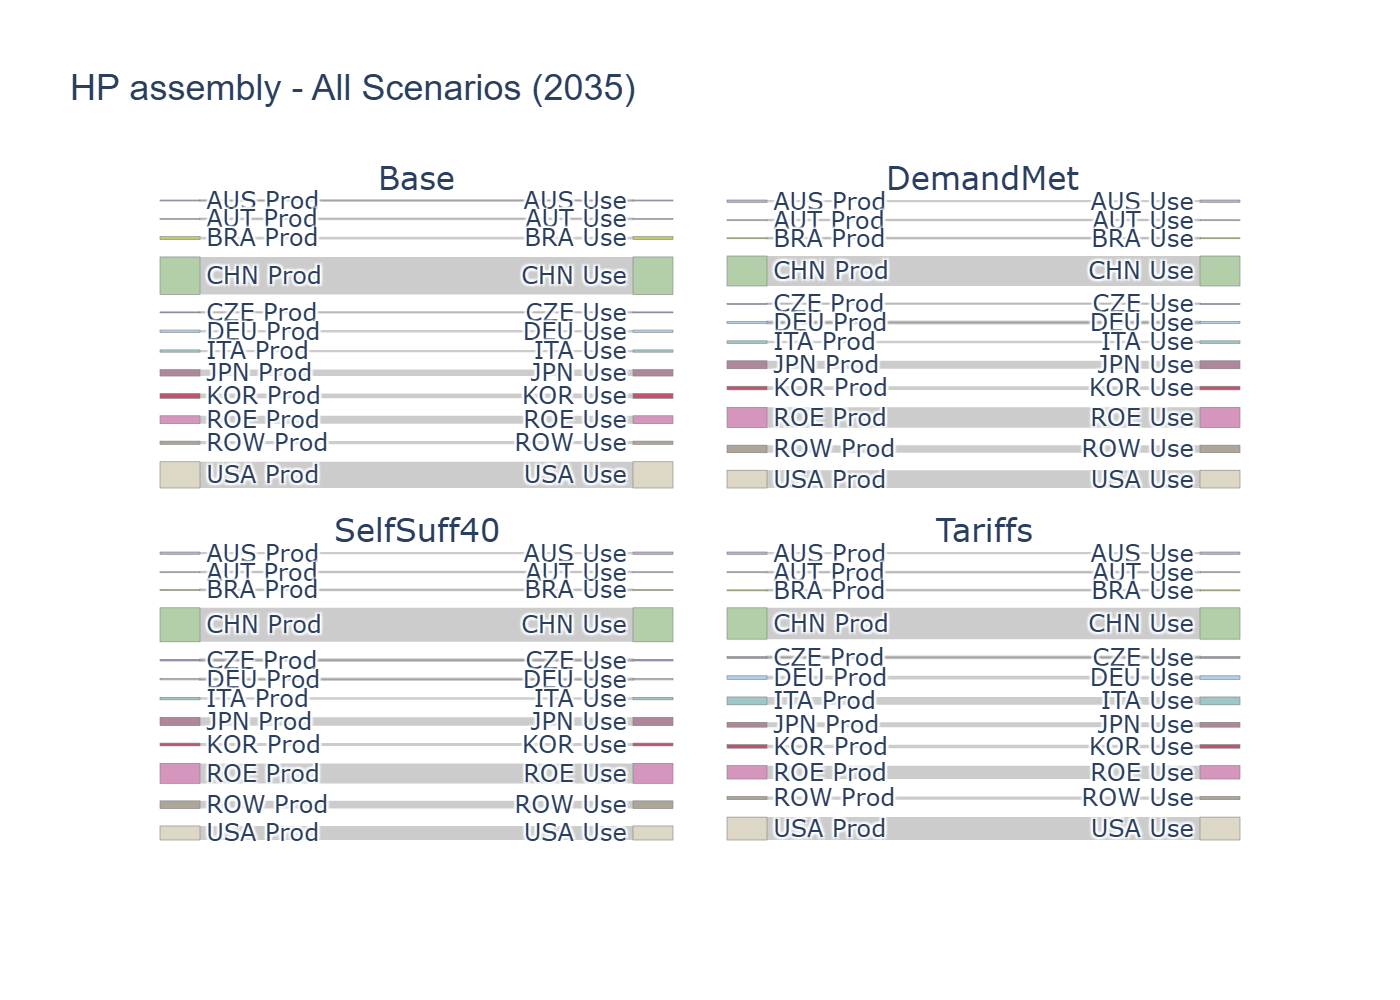 HP assembly - All Scenarios (2035)
Base
AUS Prod AUS Use
AUT Prod AUT Use
BRA Prod BRA Use
CHN Prod CHN Use
CZE Prod CZE Use
DEU Prod DEU Use
ITA Prod ITA Use
JPN Prod JPN Use
KOR Prod KOR Use
ROE Prod ROE Use
ROW Prod ROW Use
USA Prod USA Use
DemandMet
AUS Prod AUS Use
AUT Prod AUT Use
BRA Prod BRA Use
CHN Prod CHN Use
CZE Prod CZE Use
DEU Prod DEU Use
ITA Prod ITA Use
JPN Prod JPN Use
KOR Prod KOR Use
ROE Prod ROE Use
ROW Prod ROW Use
USA Prod USA Use
SelfSuff40
AUS Prod AUS Use
AUT Prod AUT Use
BRA Prod BRA Use
CHN Prod CHN Use
CZE Prod CZE Use
DEU Prod DEU Use
ITA Prod ITA Use
JPN Prod JPN Use
KOR Prod KOR Use
ROE Prod ROE Use
ROW Prod ROW Use
USA Prod USA Use
Tariffs
AUS Prod AUS Use
AUT Prod AUT Use
BRA Prod BRA Use
CHN Prod CHN Use
CZE Prod CZE Use
DEU Prod DEU Use
ITA Prod ITA Use
JPN Prod JPN Use
KOR Prod KOR Use
ROE Prod ROE Use
ROW Prod ROW Use
USA Prod USA Use